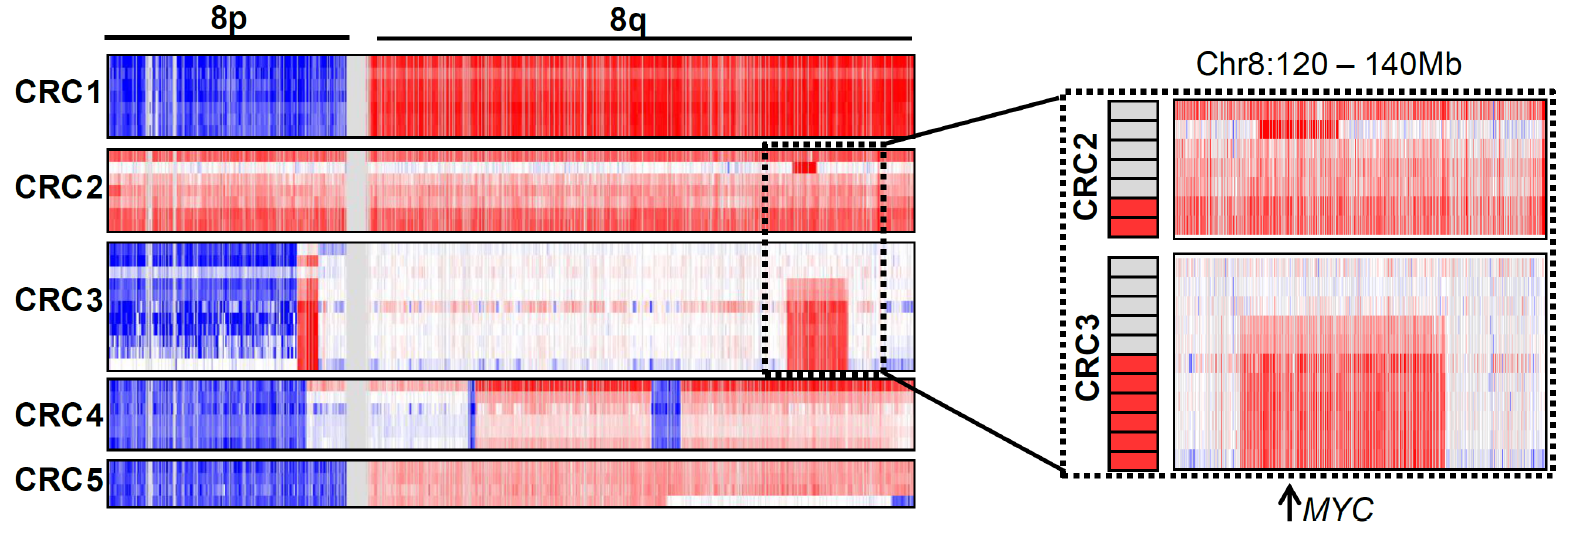 8p 8q
CRC1
CRC2
CRC3
CRC4
CRC5
Chr8:120 – 140Mb
CRC2
CRC3
MYC